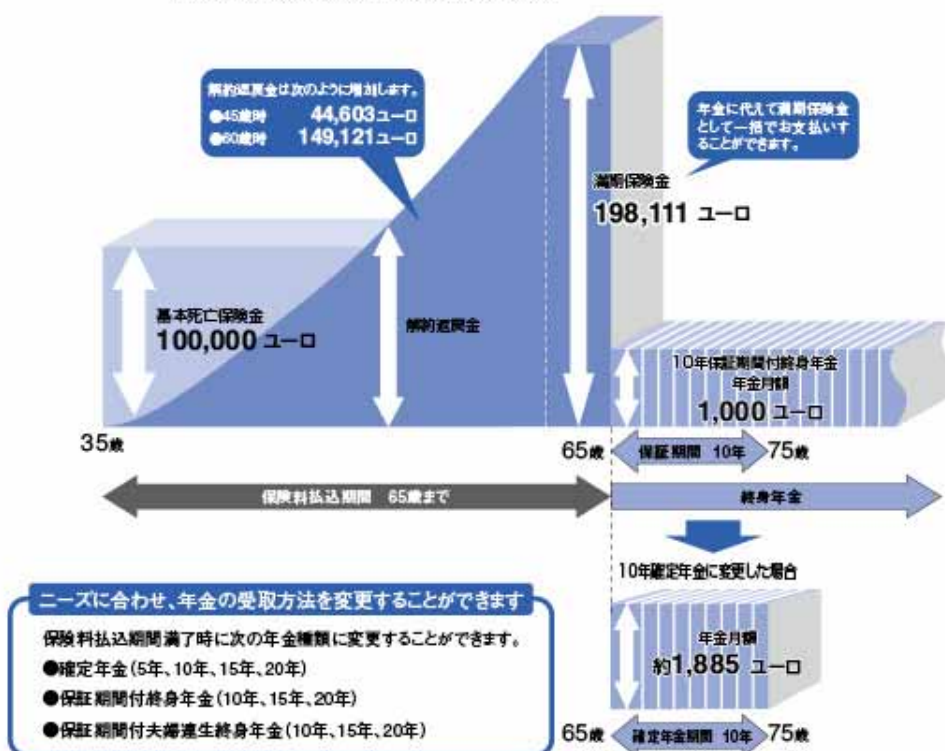 解約返戻金は次のように増加します。
●45歳時 44,603ユーロ
●60歳時 149,121ユーロ
年金に代えて満期保険金
として一括でお支払いす
ることができます。
満期保険金
198,111 ユーロ
基本死亡保険金
100,000 ユーロ
解約返戻金
10年保証期間付終身年金
年金月額
1,000 ユーロ
35歳
65歳
保証期間 10年
75歳
保険料払込期間 65歳まで
終身年金
10年確定年金に変更した場合
ニーズに合わせ、年金の受取方法を変更することができます
保険料払込期間満了時に次の年金種類に変更することができます。
●確定年金(5年、10年、15年、20年)
●保証期間付終身年金(10年、15年、20年)
●保証期間付夫婦連生終身年金(10年、15年、20年)
年金月額
約1,885 ユーロ
65歳
確定年金期間 10年
75歳